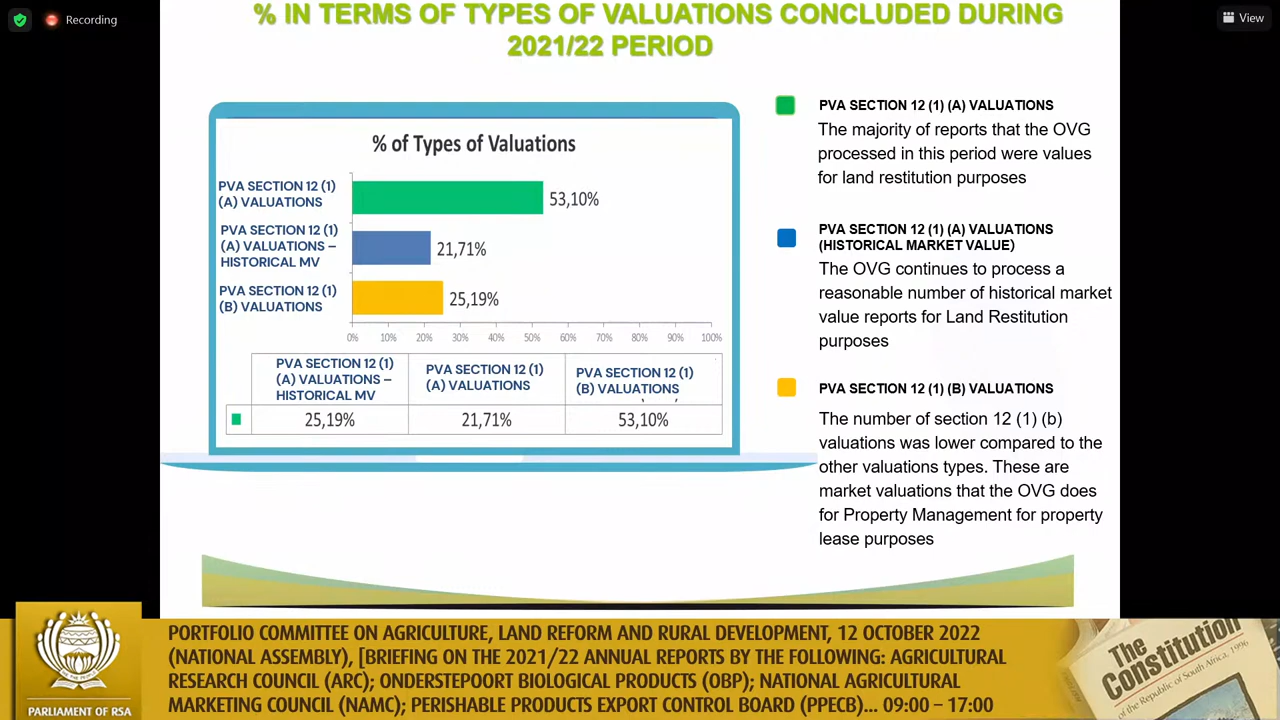 Recording
View
% IN TERMS OF TYPES OF VALUATIONS CONCLUDED DURING
2021/22 PERIOD
% of Types of Valuations
PVA SECTION 12 (1)
(A) VALUATIONS
53,10%
PVA SECTION 12 (1)
(A) VALUATIONS –
HISTORICAL MV
21,71%
PVA SECTION 12 (1)
(B) VALUATIONS
25,19%
0% 10% 20% 30% 40% 50% 60% 70% 80% 90% 100%
PVA SECTION 12 (1)
(A) VALUATIONS –
HISTORICAL MV
PVA SECTION 12 (1)
(A) VALUATIONS
PVA SECTION 12 (1)
(B) VALUATIONS
25,19% 21,71% 53,10%
PVA SECTION 12 (1) (A) VALUATIONS
The majority of reports that the OVG
processed in this period were values
for land restitution purposes
PVA SECTION 12 (1) (A) VALUATIONS
(HISTORICAL MARKET VALUE)
The OVG continues to process a
reasonable number of historical market
value reports for Land Restitution
purposes
PVA SECTION 12 (1) (B) VALUATIONS
The number of section 12 (1) (b)
valuations was lower compared to the
other valuations types. These are
market valuations that the OVG does
for Property Management for property
lease purposes
PARLIAMENT OF RSA
PORTFOLIO COMMITTEE ON AGRICULTURE, LAND REFORM AND RURAL DEVELOPMENT, 12 OCTOBER 2022
(NATIONAL ASSEMBLY), [BRIEFING ON THE 2021/22 ANNUAL REPORTS BY THE FOLLOWING: AGRICULTURAL
RESEARCH COUNCIL (ARC); ONDERSTEPOORT BIOLOGICAL PRODUCTS (OBP); NATIONAL AGRICULTURAL
MARKETING COUNCIL (NAMC); PERISHABLE PRODUCTS EXPORT CONTROL BOARD (PPECB)... 09:00 – 17:00
The
Constitution
of the Republic of South Africa, 1996